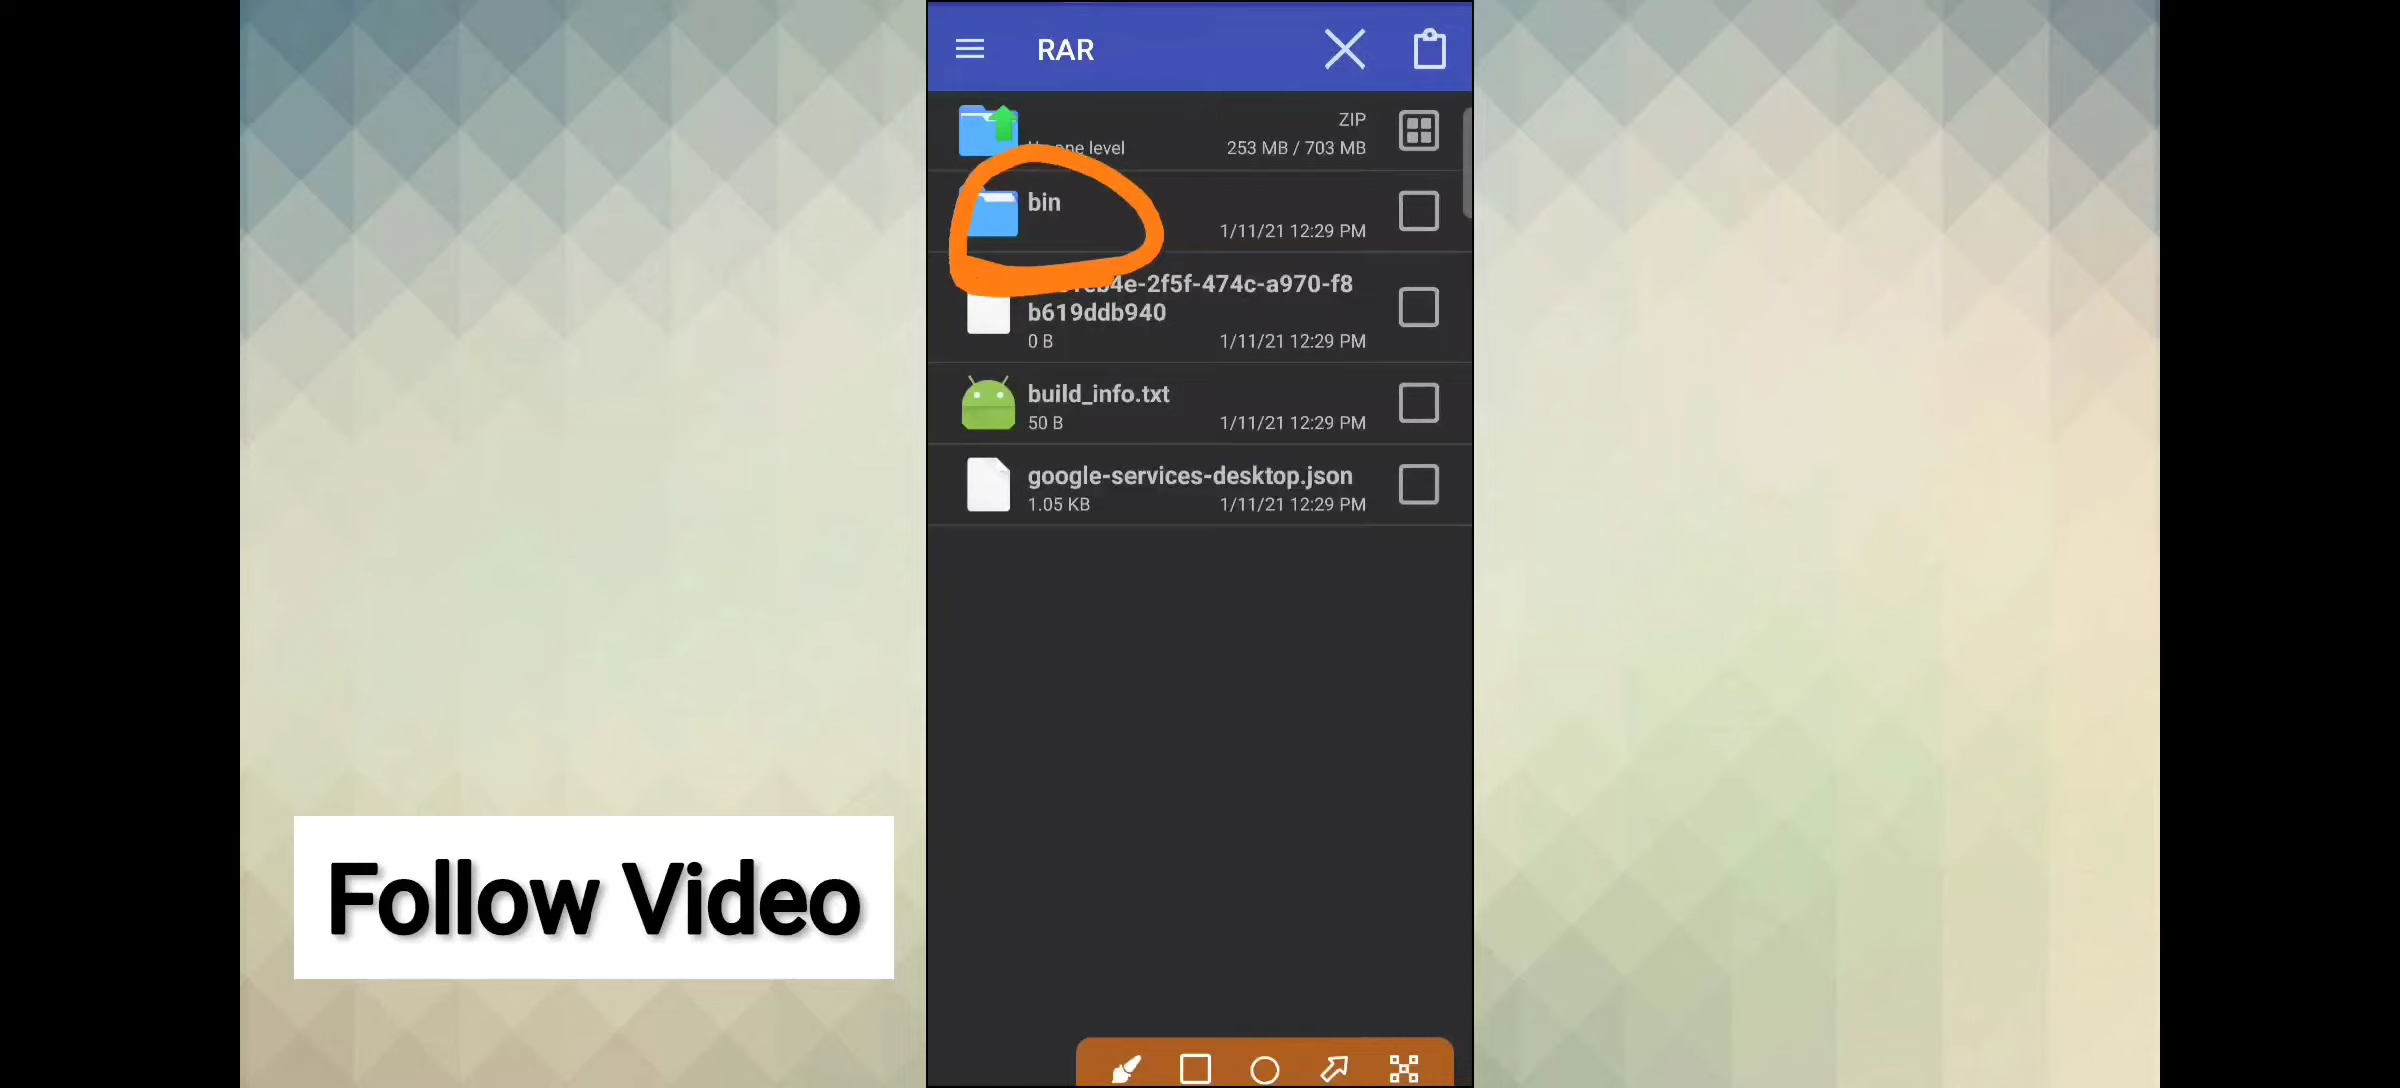 RAR
ZIP
one level
253 MB / 703 MB
bin
1/11/21 12:29 PM
-2f5f-474c-a970-f8
b619ddb940
0 B
1/11/21 12:29 PM
build_info.txt
50 B
1/11/21 12:29 PM
google-services-desktop.json
1.05 KB
1/11/21 12:29 PM
Follow Video